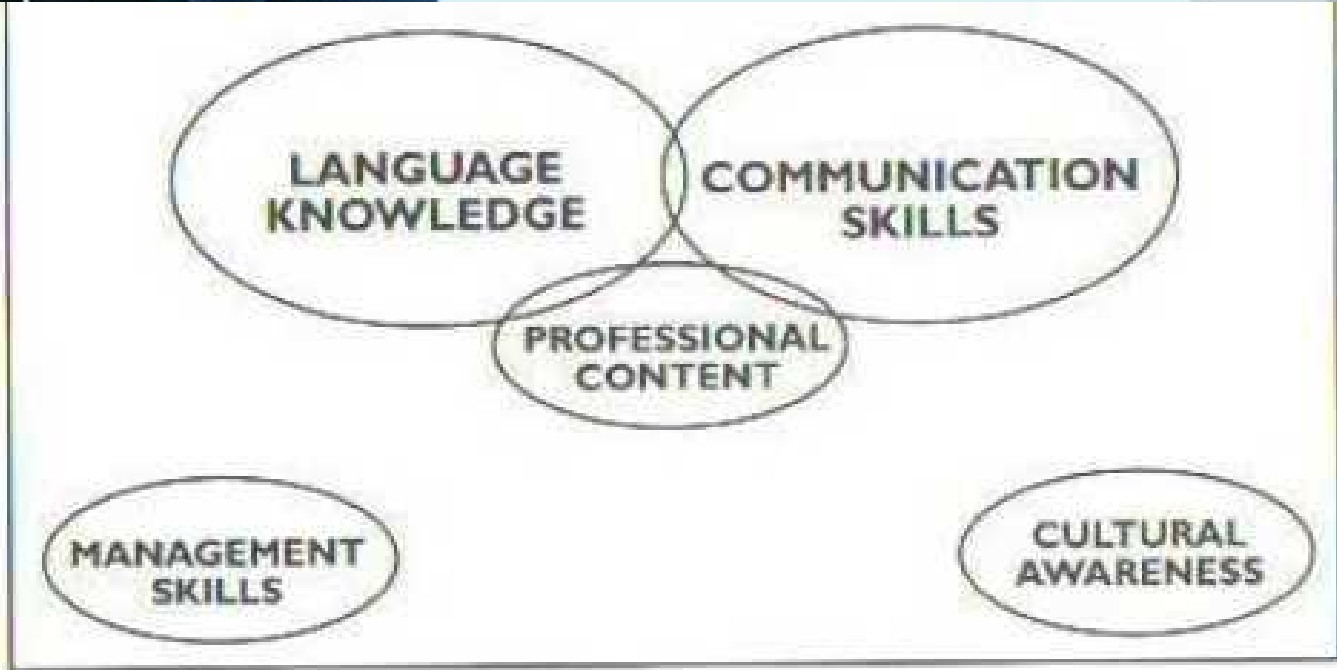 LANGUAGE
KNOWLEDGE
COMMUNICATION
SKILLS
PROFESSIONAL
CONTENT
MANAGEMENT
SKILLS
CULTURAL
AWARENESS